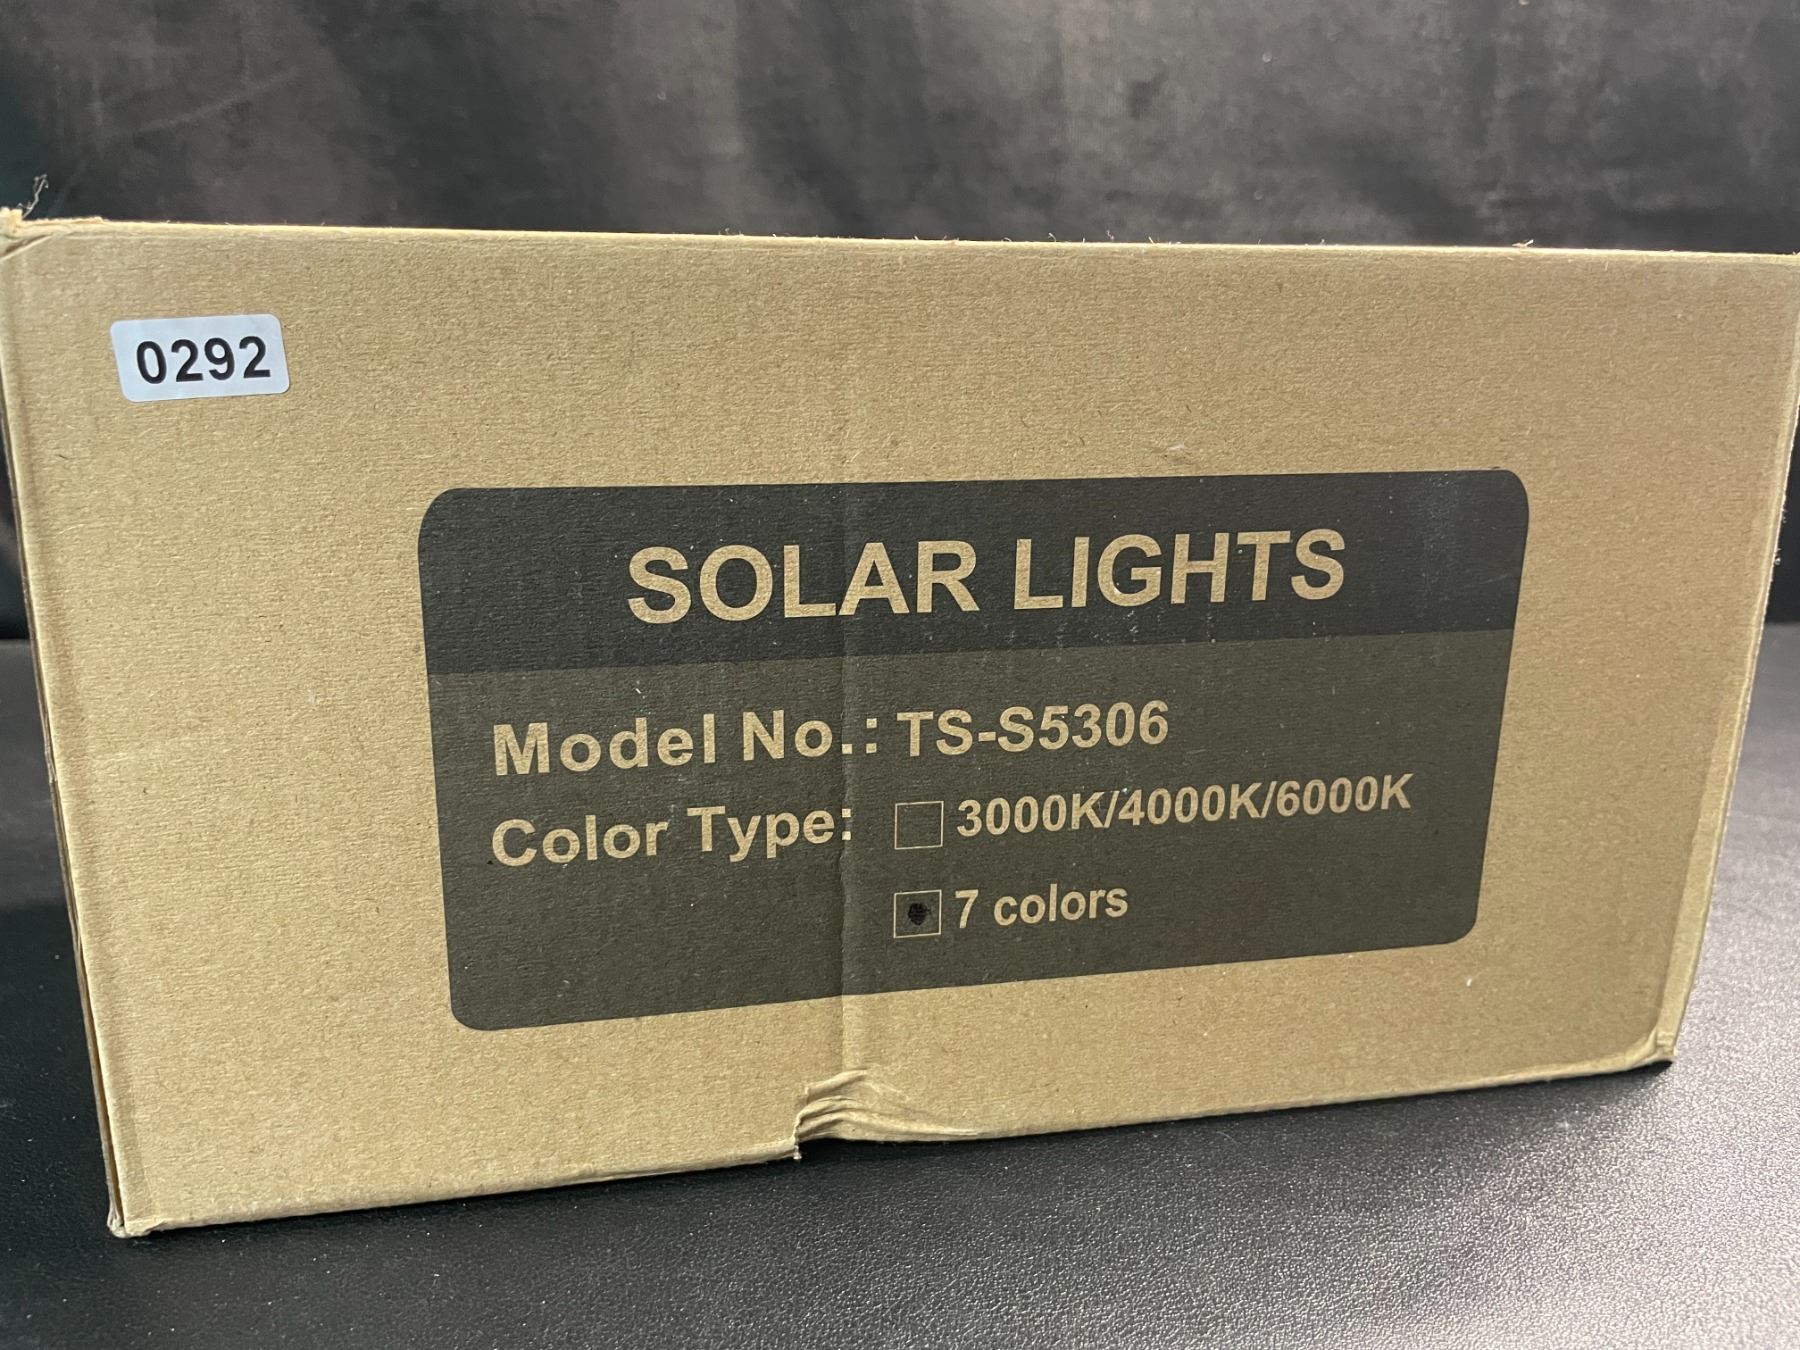 0292
SOLAR LIGHTS
Model No.: TS-S5306
Color Type: 3000K/4000K/6000K
7 colors